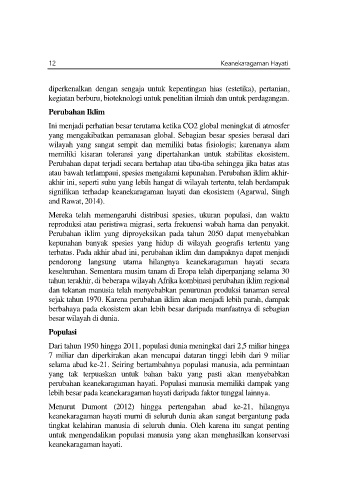 12 Keanekaragaman Hayati
diperkenalkan dengan sengaja untuk kepentingan hias (estetika), pertanian,
kegiatan berburu, bioteknologi untuk penelitian ilmiah dan untuk perdagangan.
Perubahan Iklim
Ini menjadi perhatian besar terutama ketika CO2 global meningkat di atmosfer
yang mengakibatkan pemanasan global. Sebagian besar spesies berasal dari
wilayah yang sangat sempit dan memiliki batas fisiologis; karenanya alam
memiliki kisaran toleransi yang dipertahankan untuk stabilitas ekosistem.
Perubahan dapat terjadi secara bertahap atau tiba-tiba sehingga jika batas atas
atau bawah terlampaui, spesies mengalami kepunahan. Perubahan iklim akhir-
akhir ini, seperti suhu yang lebih hangat di wilayah tertentu, telah berdampak
signifikan terhadap keanekaragaman hayati dan ekosistem (Agarwal, Singh
and Rawat, 2014).
Mereka telah memengaruhi distribusi spesies, ukuran populasi, dan waktu
reproduksi atau peristiwa migrasi, serta frekuensi wabah hama dan penyakit.
Perubahan iklim yang diproyeksikan pada tahun 2050 dapat menyebabkan
kepunahan banyak spesies yang hidup di wilayah geografis tertentu yang
terbatas. Pada akhir abad ini, perubahan iklim dan dampaknya dapat menjadi
pendorong langsung utama hilangnya keanekaragaman hayati secara
keseluruhan. Sementara musim tanam di Eropa telah diperpanjang selama 30
tahun terakhir, di beberapa wilayah Afrika kombinasi perubahan iklim regional
dan tekanan manusia telah menyebabkan penurunan produksi tanaman sereal
sejak tahun 1970. Karena perubahan iklim akan menjadi lebih parah, dampak
berbahaya pada ekosistem akan lebih besar daripada manfaatnya di sebagian
besar wilayah di dunia.
Populasi
Dari tahun 1950 hingga 2011, populasi dunia meningkat dari 2,5 miliar hingga
7 miliar dan diperkirakan akan mencapai dataran tinggi lebih dari 9 miliar
selama abad ke-21. Seiring bertambahnya populasi manusia, ada permintaan
yang tak terpuaskan untuk bahan baku yang pasti akan menyebabkan
perubahan keanekaragaman hayati. Populasi manusia memiliki dampak yang
lebih besar pada keanekaragaman hayati daripada faktor tunggal lainnya.
Menurut Dumont (2012) hingga pertengahan abad ke-21, hilangnya
keanekaragaman hayati murni di seluruh dunia akan sangat bergantung pada
tingkat kelahiran manusia di seluruh dunia. Oleh karena itu sangat penting
untuk mengendalikan populasi manusia yang akan menghasilkan konservasi
keanekaragaman hayati.